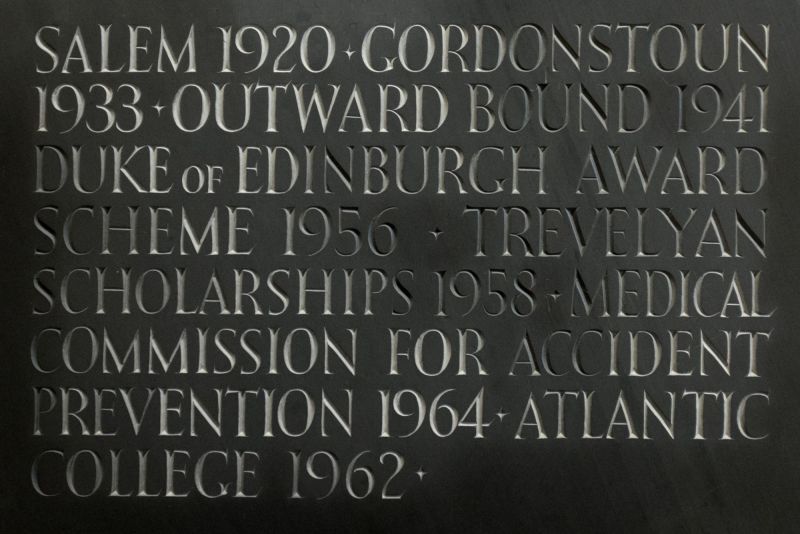 SALEM 1920 · GORDONSTOUN
1933 · OUTWARD BOUND 1941
DUKE OF EDINBURGH AWARD
SCHEME 1956 · TREVELYAN
SCHOLARSHIPS 1958 · MEDICAL
COMMISSION FOR ACCIDENT
PREVENTION 1964 · ATLANTIC
COLLEGE 1962 ·